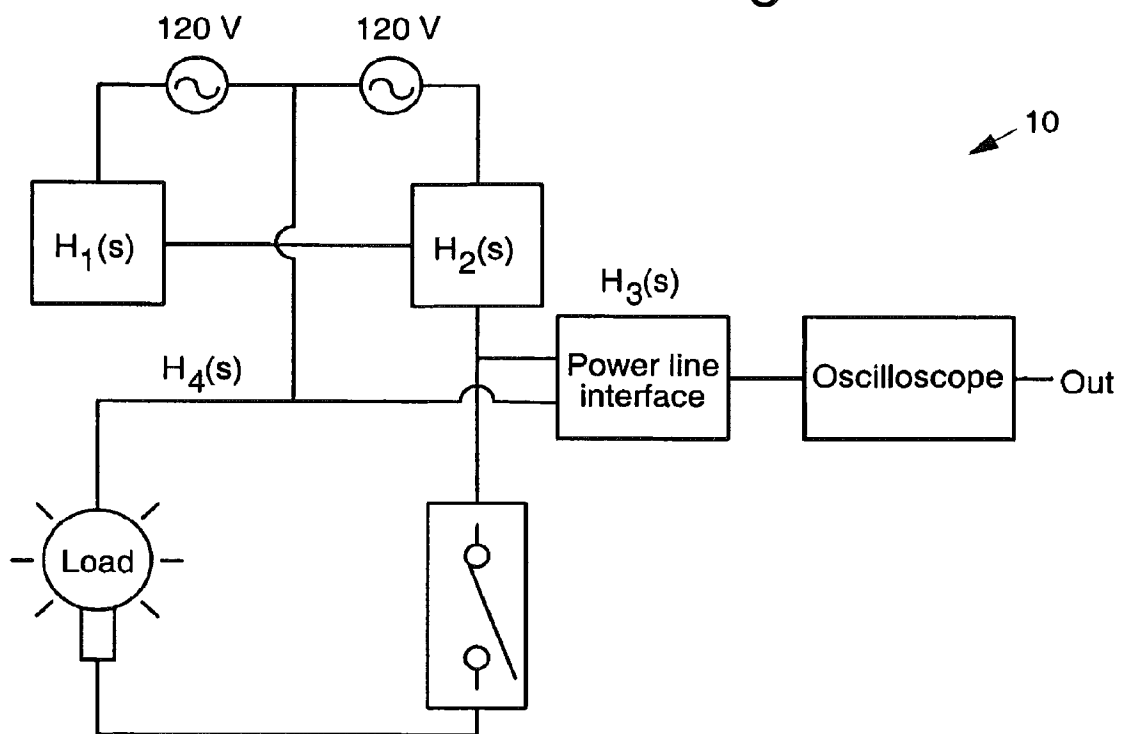 120 V
120 V
10
H1(s)
H2(s)
H3(s)
H4(s)
Power line
interface
Oscilloscope
Out
Load